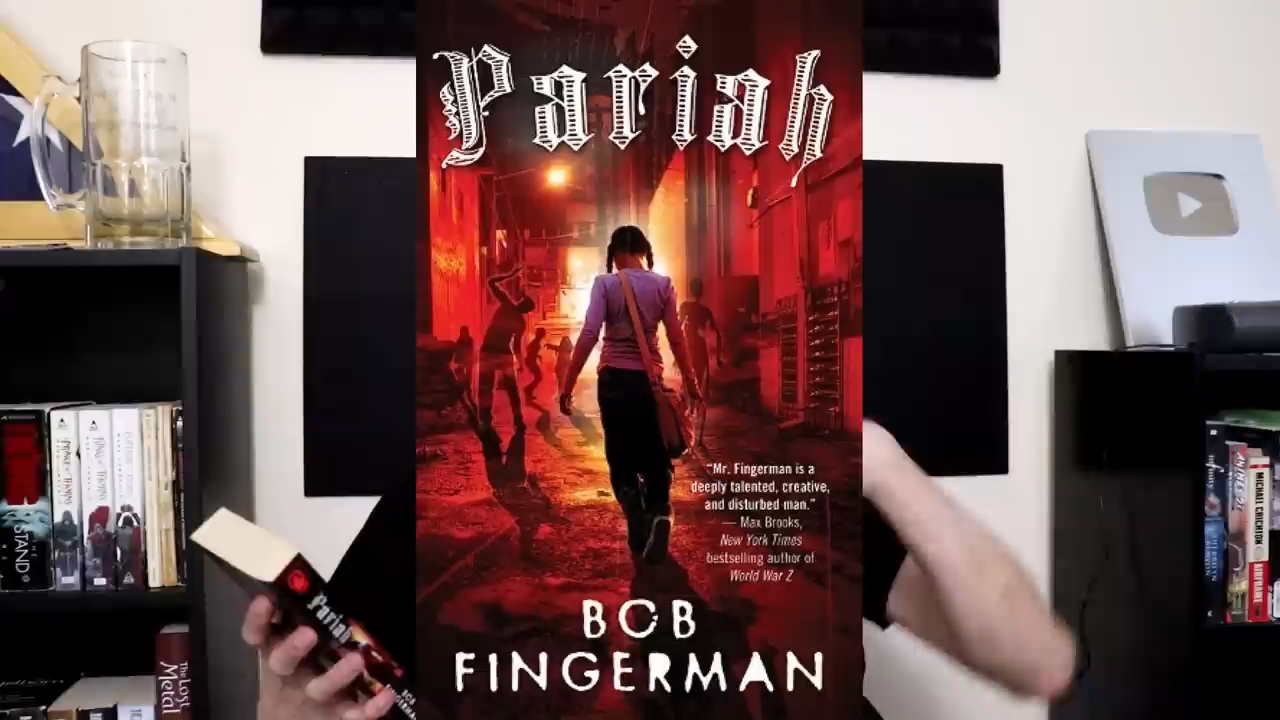 Pariah
"Mr. Fingerman is a
deeply talented, creative,
and disturbed man."
— Max Brooks,
New York Times
bestselling author of
World War Z
BOB
FINGERMAN
THE
STAND
Pariah
The Lost
Metal
MICHAEL CRICHTON
AIRFRAME